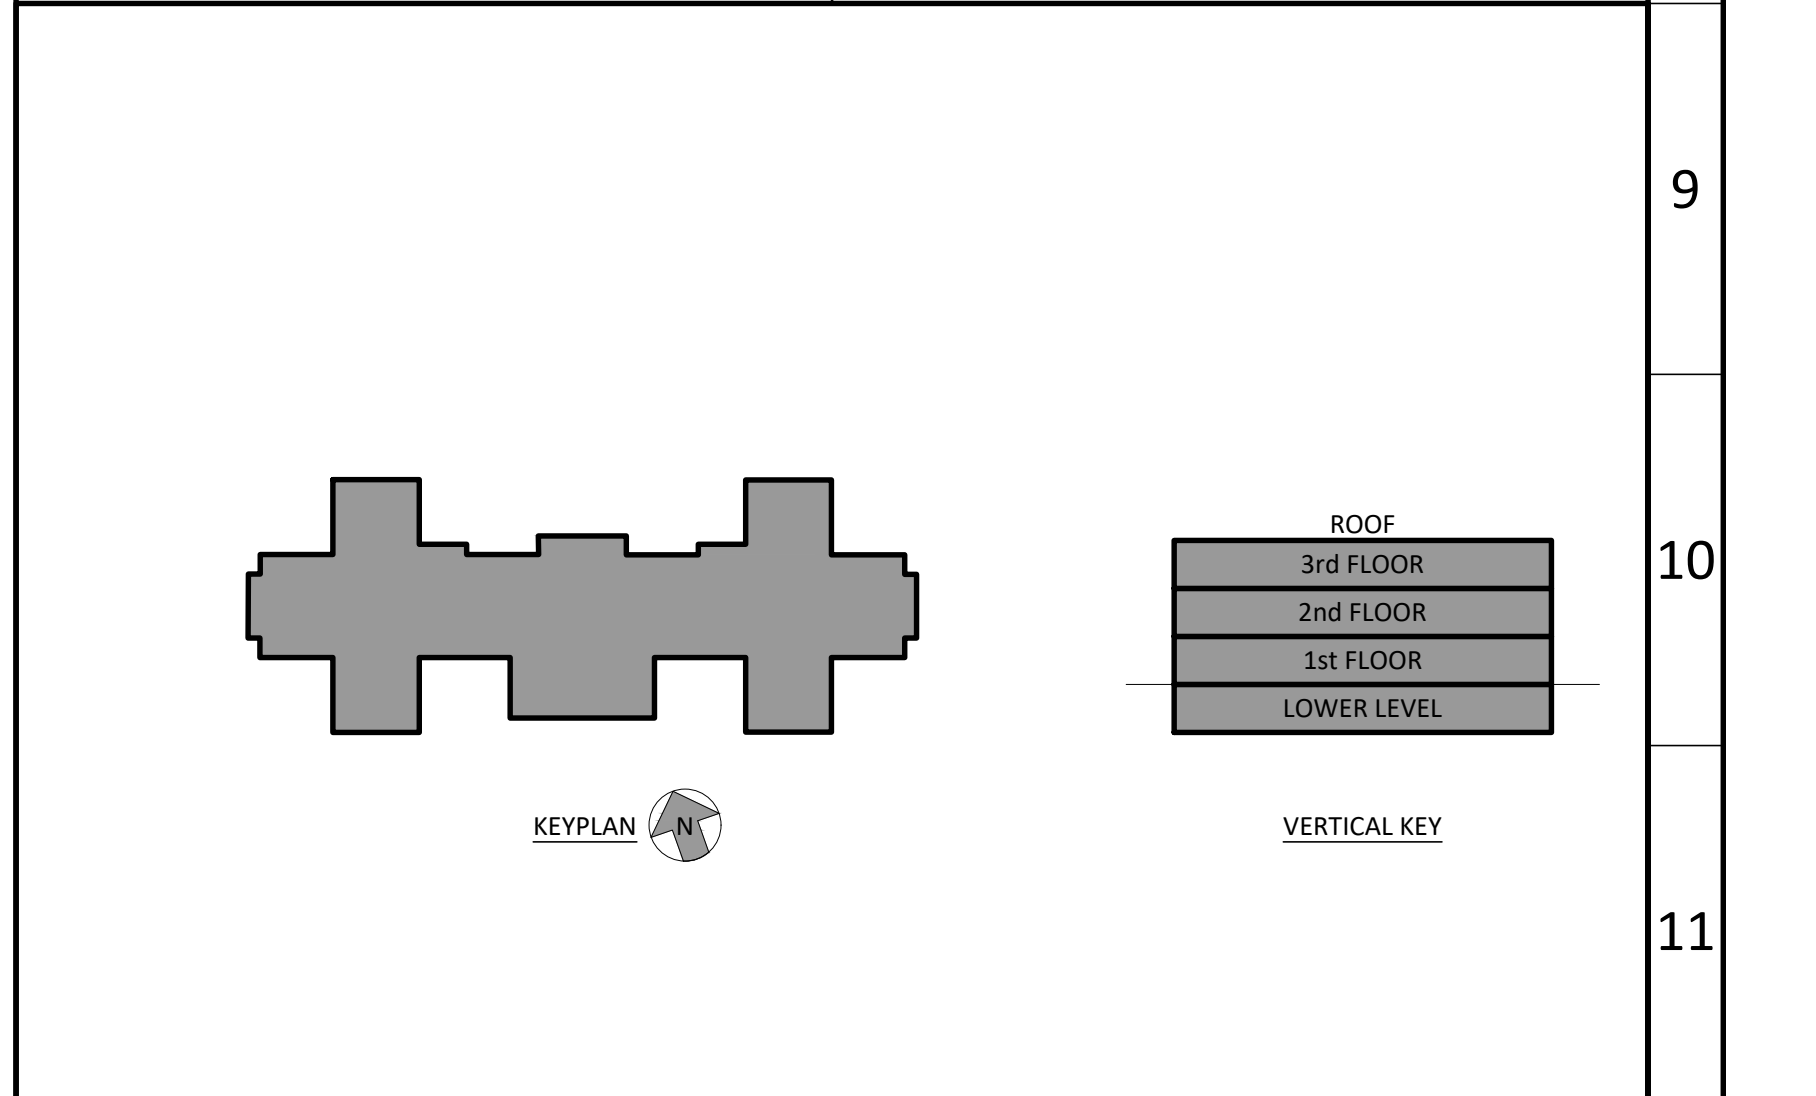 9
ROOF
3rd FLOOR
10
2nd FLOOR
1st FLOOR
LOWER LEVEL
KEYPLAN N
VERTICAL KEY
11